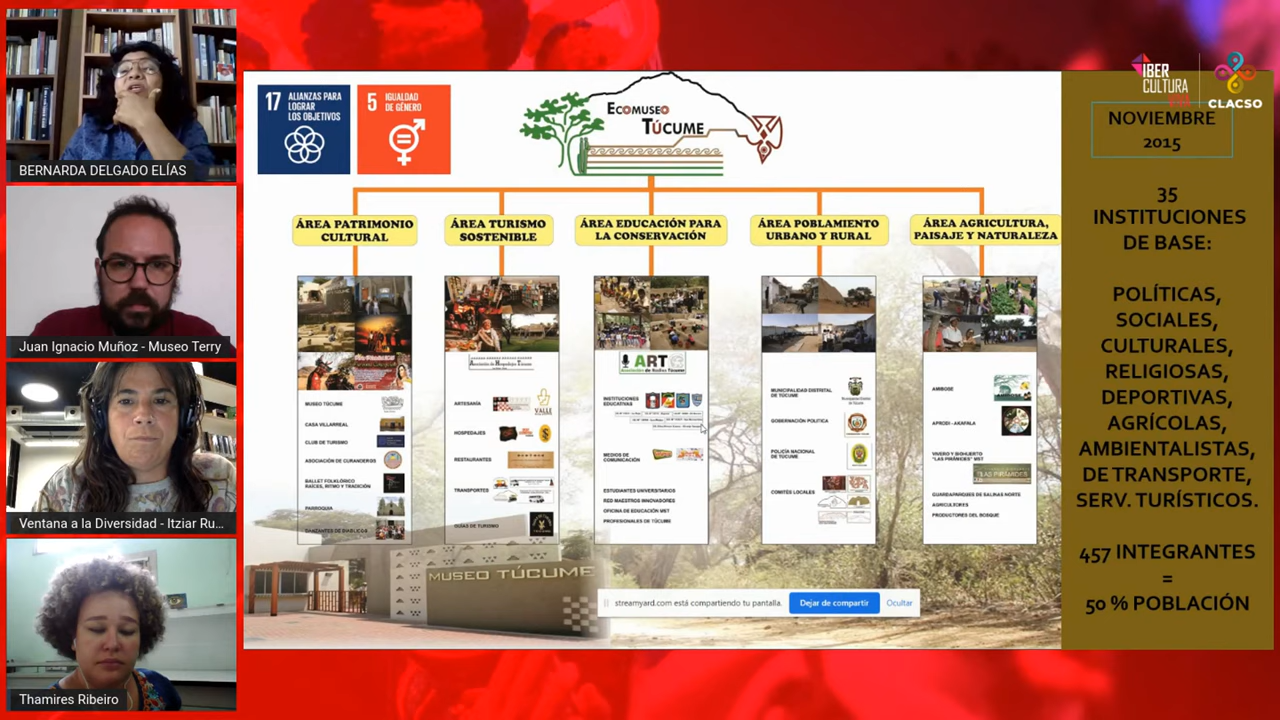 BERNARDA DELGADO ELÍAS
Juan Ignacio Muñoz - Museo Terry
Ventana a la Diversidad - Itziar Ru...
Thamires Ribeiro
17 ALIANZAS PARA
LOGRAR
LOS OBJETIVOS
5 IGUALDAD
DE GÉNERO
ECOMUSEO
TÚCUME
ÁREA PATRIMONIO
CULTURAL
MUSEO TÚCUME
CASA VILLARREAL
CLUB DE TURISMO
ASOCIACIÓN DE CURANDEROS
BALLET FOLKLÓRICO
RAÍCES, RITMO Y TRADICIÓN
PARROQUIA
DANZANTES DE DIABLICOS
ÁREA TURISMO
SOSTENIBLE
ARTESANÍA
VALLE
HOSPEDAJES
RESTAURANTES
TRANSPORTES
GUÍAS DE TURISMO
ÁREA EDUCACIÓN PARA
LA CONSERVACIÓN
ART
INSTITUCIONES
EDUCATIVAS
MEDIOS DE
COMUNICACIÓN
ESTUDIANTES UNIVERSITARIOS
RED MAESTROS INNOVADORES
OFICINA DE EDUCACIÓN MST
PROFESIONALES DE TÚCUME
ÁREA POBLAMIENTO
URBANO Y RURAL
MUNICIPALIDAD DISTRITAL
DE TÚCUME
GOBERNACIÓN POLÍTICA
POLICÍA NACIONAL
DE TÚCUME
COMITÉS LOCALES
ÁREA AGRICULTURA,
PAISAJE Y NATURALEZA
AMBOSE
APRODI - AKAPALA
VIVERO Y BIOHUERTO
"LAS PIRÁMIDES" MST
LAS PIRÁMIDES
GUARDAPARQUES DE SALINAS NORTE
AGRICULTORES
PRODUCTORES DEL BOSQUE
MUSEO TÚCUME
streamyard.com está compartiendo tu pantalla.
Dejar de compartir
Ocultar
IBER
CULTURA
VIVA
CLACSO
NOVIEMBRE
2015
35
INSTITUCIONES
DE BASE:
POLÍTICAS,
SOCIALES,
CULTURALES,
RELIGIOSAS,
DEPORTIVAS,
AGRÍCOLAS,
AMBIENTALISTAS,
DE TRANSPORTE,
SERV. TURÍSTICOS.
457 INTEGRANTES
=
50 % POBLACIÓN